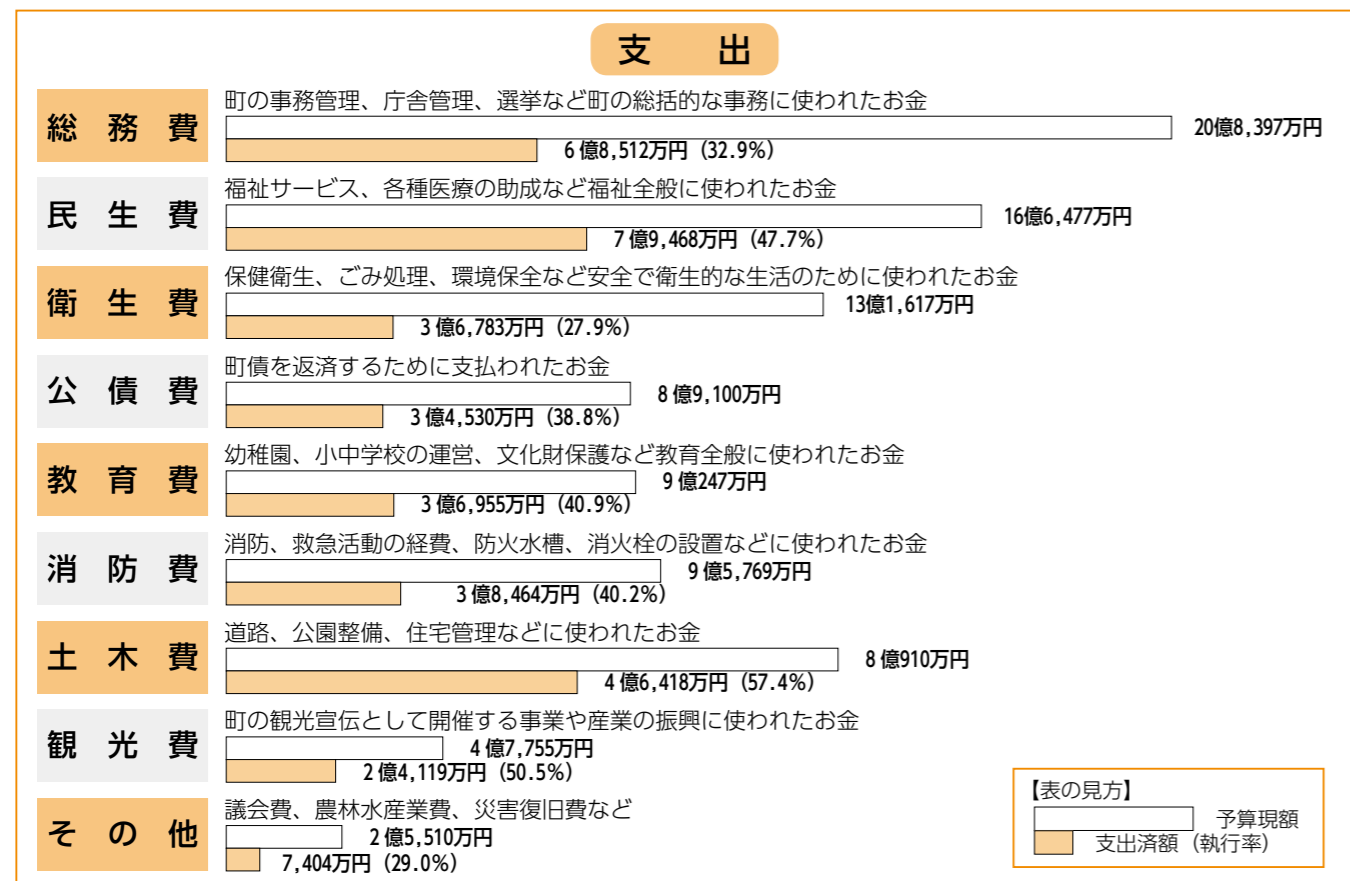 支 出
総務費
町の事務管理、庁舎管理、選挙など町の総括的な事務に使われたお金
20億8,397万円
6億8,512万円（32.9%）
民生費
福祉サービス、各種医療の助成など福祉全般に使われたお金
16億6,477万円
7億9,468万円（47.7%）
衛生費
保健衛生、ごみ処理、環境保全など安全で衛生的な生活のために使われたお金
13億1,617万円
3億6,783万円（27.9%）
公債費
町債を返済するために支払われたお金
8億9,100万円
3億4,530万円（38.8%）
教育費
幼稚園、小中学校の運営、文化財保護など教育全般に使われたお金
9億247万円
3億6,955万円（40.9%）
消防費
消防、救急活動の経費、防火水槽、消火栓の設置などに使われたお金
9億5,769万円
3億8,464万円（40.2%）
土木費
道路、公園整備、住宅管理などに使われたお金
8億910万円
4億6,418万円（57.4%）
観光費
町の観光宣伝として開催する事業や産業の振興に使われたお金
4億7,755万円
2億4,119万円（50.5%）
その他
議会費、農林水産業費、災害復旧費など
2億5,510万円
7,404万円（29.0%）
【表の見方】
予算現額
支出済額（執行率）